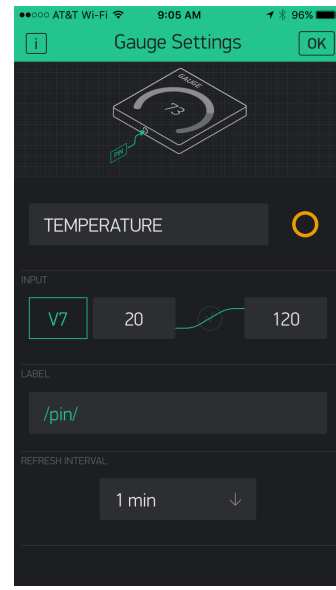 AT&T Wi-Fi 9:05 AM 96%
i Gauge Settings OK
GAUGE
73
PIN
TEMPERATURE
INPUT
V7 20 120
LABEL
/pin/
REFRESH INTERVAL
1 min